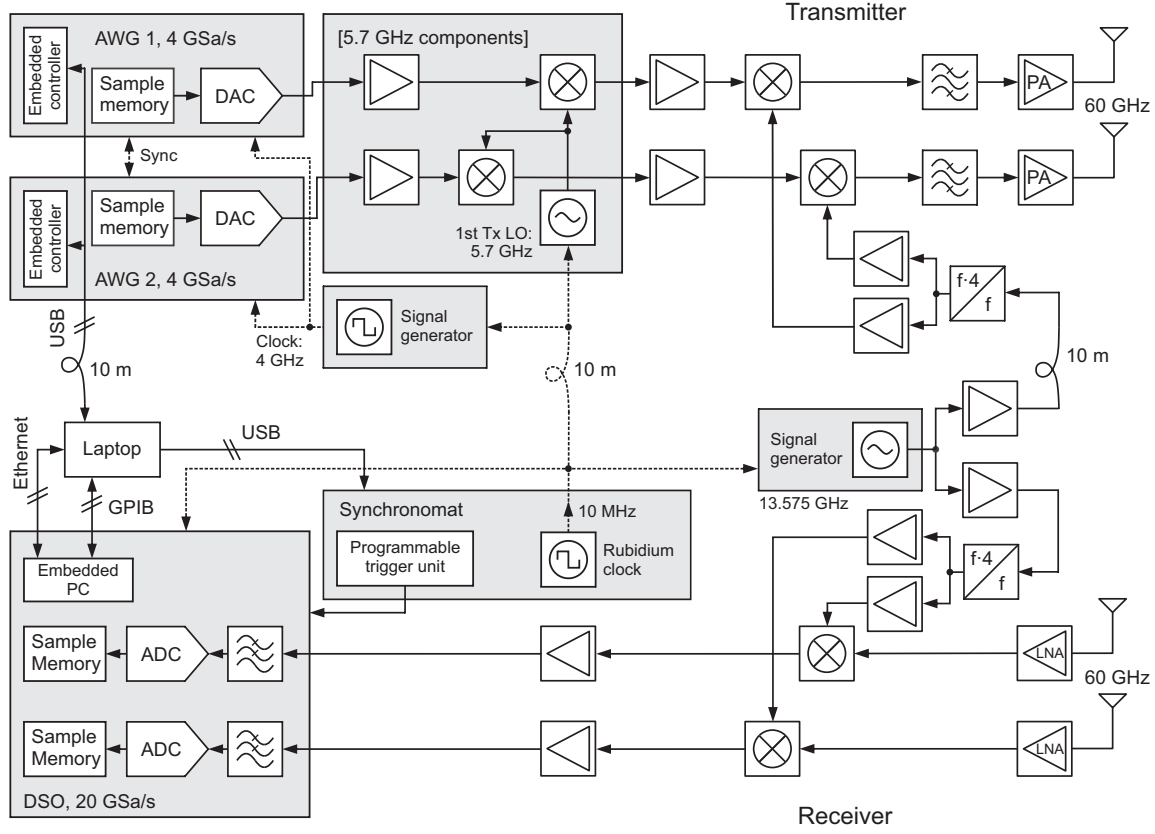 Transmitter
AWG 1, 4 GSa/s
Embedded
controller
Sample
memory
DAC
[5.7 GHz components]
PA
60 GHz
Sync
Embedded
controller
Sample
memory
DAC
AWG 2, 4 GSa/s
1st Tx LO:
5.7 GHz
PA
f·4
f
USB
10 m
Clock:
4 GHz
Signal
generator
10 m
10 m
Ethernet
Laptop
USB
GPIB
Signal
generator
13.575 GHz
Synchronomat
10 MHz
Programmable
trigger unit
Rubidium
clock
f·4
f
Embedded
PC
Sample
Memory
ADC
LNA
60 GHz
Sample
Memory
ADC
LNA
DSO, 20 GSa/s
Receiver